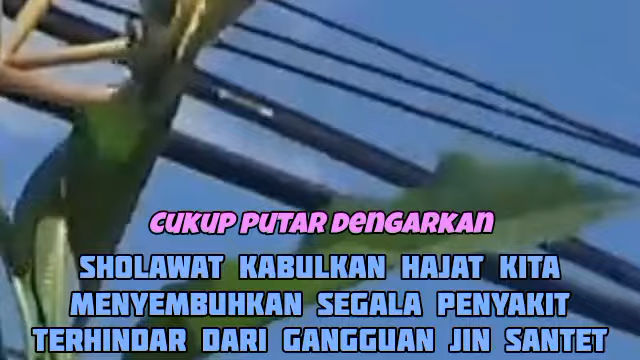 CUKUP PUTAR DENGARKAN
SHOLAWAT KABULKAN HAJAT KITA
MENYEMBUHKAN SEGALA PENYAKIT
TERHINDAR DARI GANGGUAN JIN SANTET